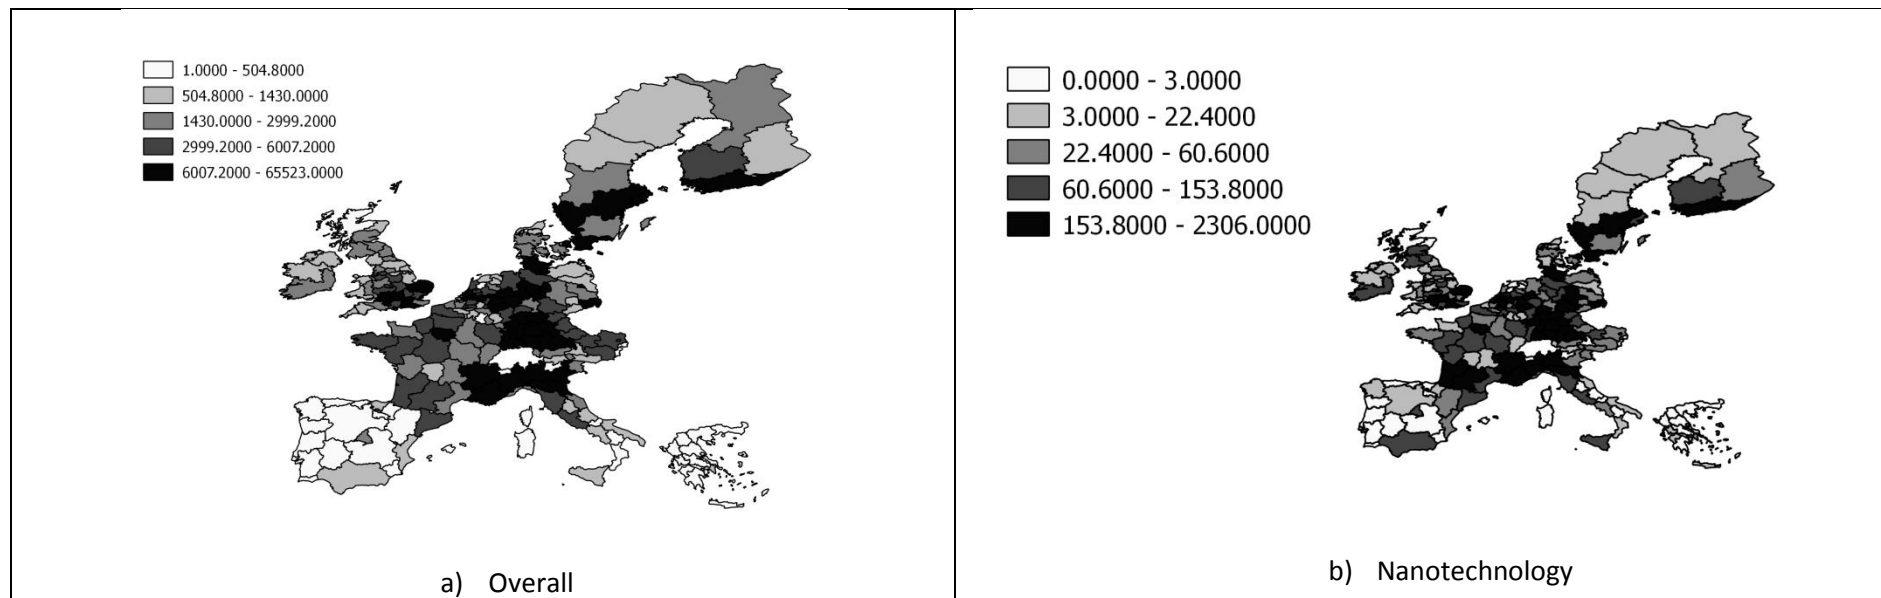 1.0000 - 504.8000
504.8000 - 1430.0000
1430.0000 - 2999.2000
2999.2000 - 6007.2000
6007.2000 - 65523.0000
a) Overall
0.0000 - 3.0000
3.0000 - 22.4000
22.4000 - 60.6000
60.6000 - 153.8000
153.8000 - 2306.0000
b) Nanotechnology